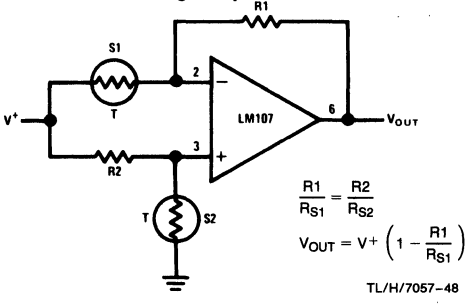 R1
S1
2
−
V+
T
LM107
6
VOUT
3
+
R2
T
S2
R1/RS1 = R2/RS2
VOUT = V+ (1 − R1/RS1)
TL/H/7057–48